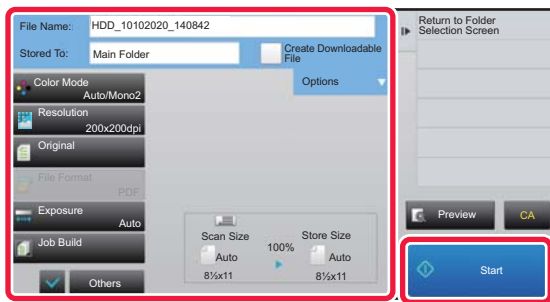 File Name: HDD_10102020_140842
Stored To: Main Folder
Create Downloadable
File
Options
Color Mode
Auto/Mono2
Resolution
200x200dpi
Original
File Format
PDF
Exposure
Auto
Job Build
Others
Scan Size
Auto
8½x11
100%
Store Size
Auto
8½x11
Return to Folder
Selection Screen
Preview
CA
Start